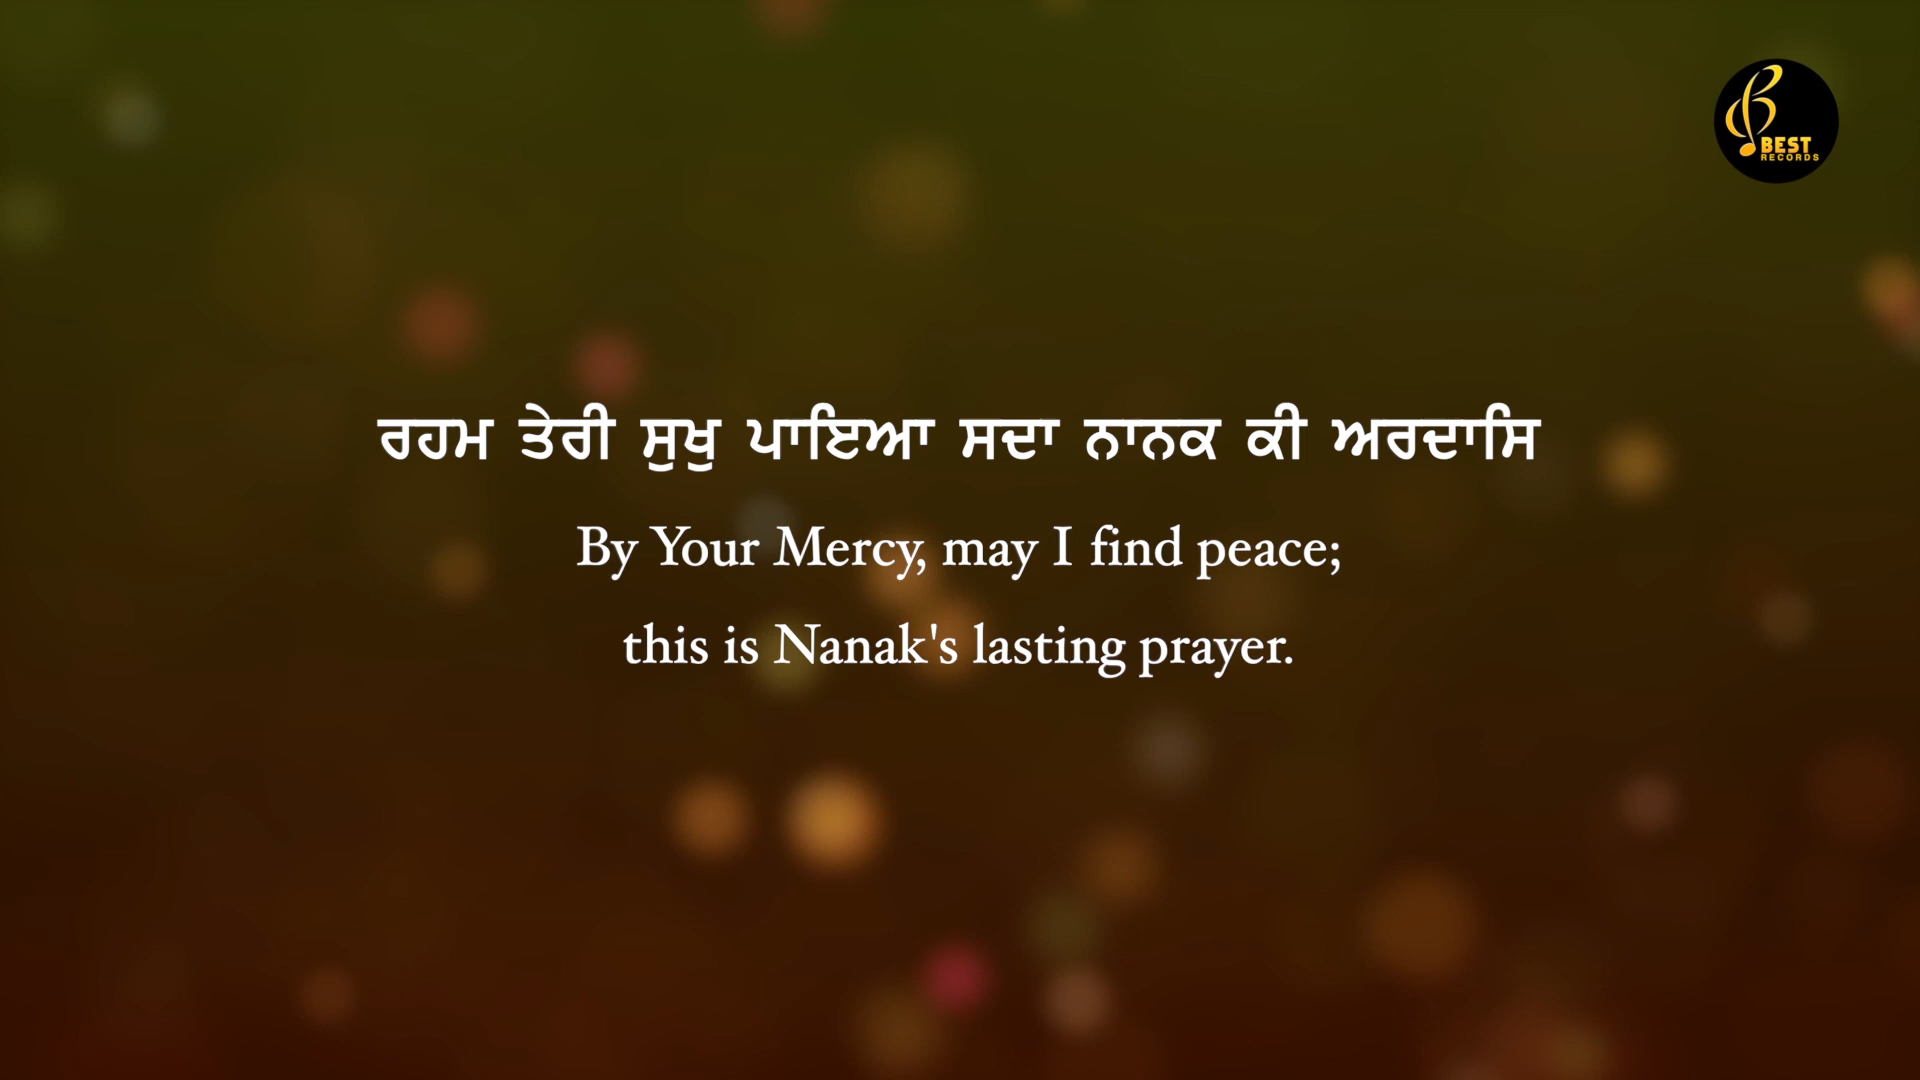 BEST
RECORDS
ਰਹਮ ਤੇਰੀ ਸੁਖੁ ਪਾਇਆ ਸਦਾ ਨਾਨਕ ਕੀ ਅਰਦਾਸਿ
By Your Mercy, may I find peace;
this is Nanak's lasting prayer.